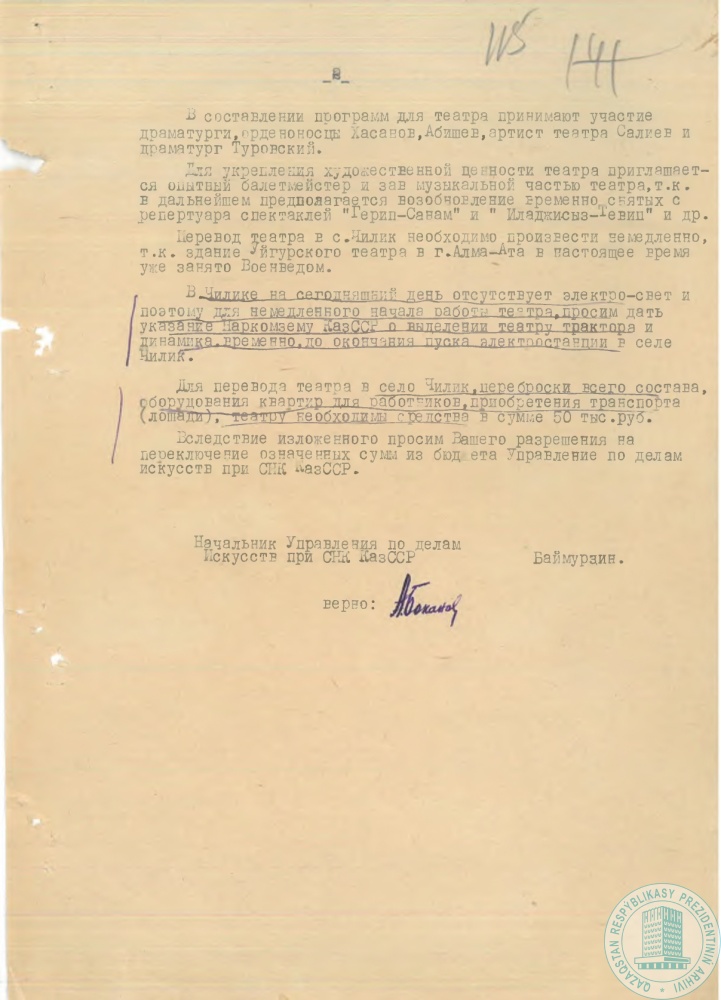 115 141
_2_
В составлении программ для театра принимают участие
драматурги,орденоносцы Хасанов,Абишев,артист театра Салиев и
драматург Туровский.
Для укрепления художественной ценности театра приглашает-
ся опытный балетмейстер и зав музыкальной частью театра,т.к.
в дальнейшем предполагается возобновление временно снятых с
репертуара спектаклей "Герип-Санам" и " Иладжисыз-Тевип" и др.
Перевод театра в с.Чилик необходимо произвести немедленно,
т.к. здание Уйгурского театра в г.Алма-Ата в настоящее время
уже занято Военведом.
В Чилике на сегодняшний день отсутствует электро-свет и
поэтому для немедленного начала работы театра,просим дать
указание Наркомзему КазССР о выделении театру трактора и
динамика,временно,до окончания пуска электростанции в селе
Чилик.
Для перевода театра в село Чилик,переброски всего состава,
оборудования квартир для работников,приобретения транспорта
(лошади), театру необходимы средства в сумме 50 тыс.руб.
Вследствие изложенного просим Вашего разрешения на
переключение означенных сумм из бюджета Управление по делам
искусств при СНК КазССР.
Начальник Управления по делам
Искусств при СНК КазССР Баймурзин.
верно:
QAZAQSTAN RESPÝBLIKASY PREZIDENTINIŃ ARHIVI